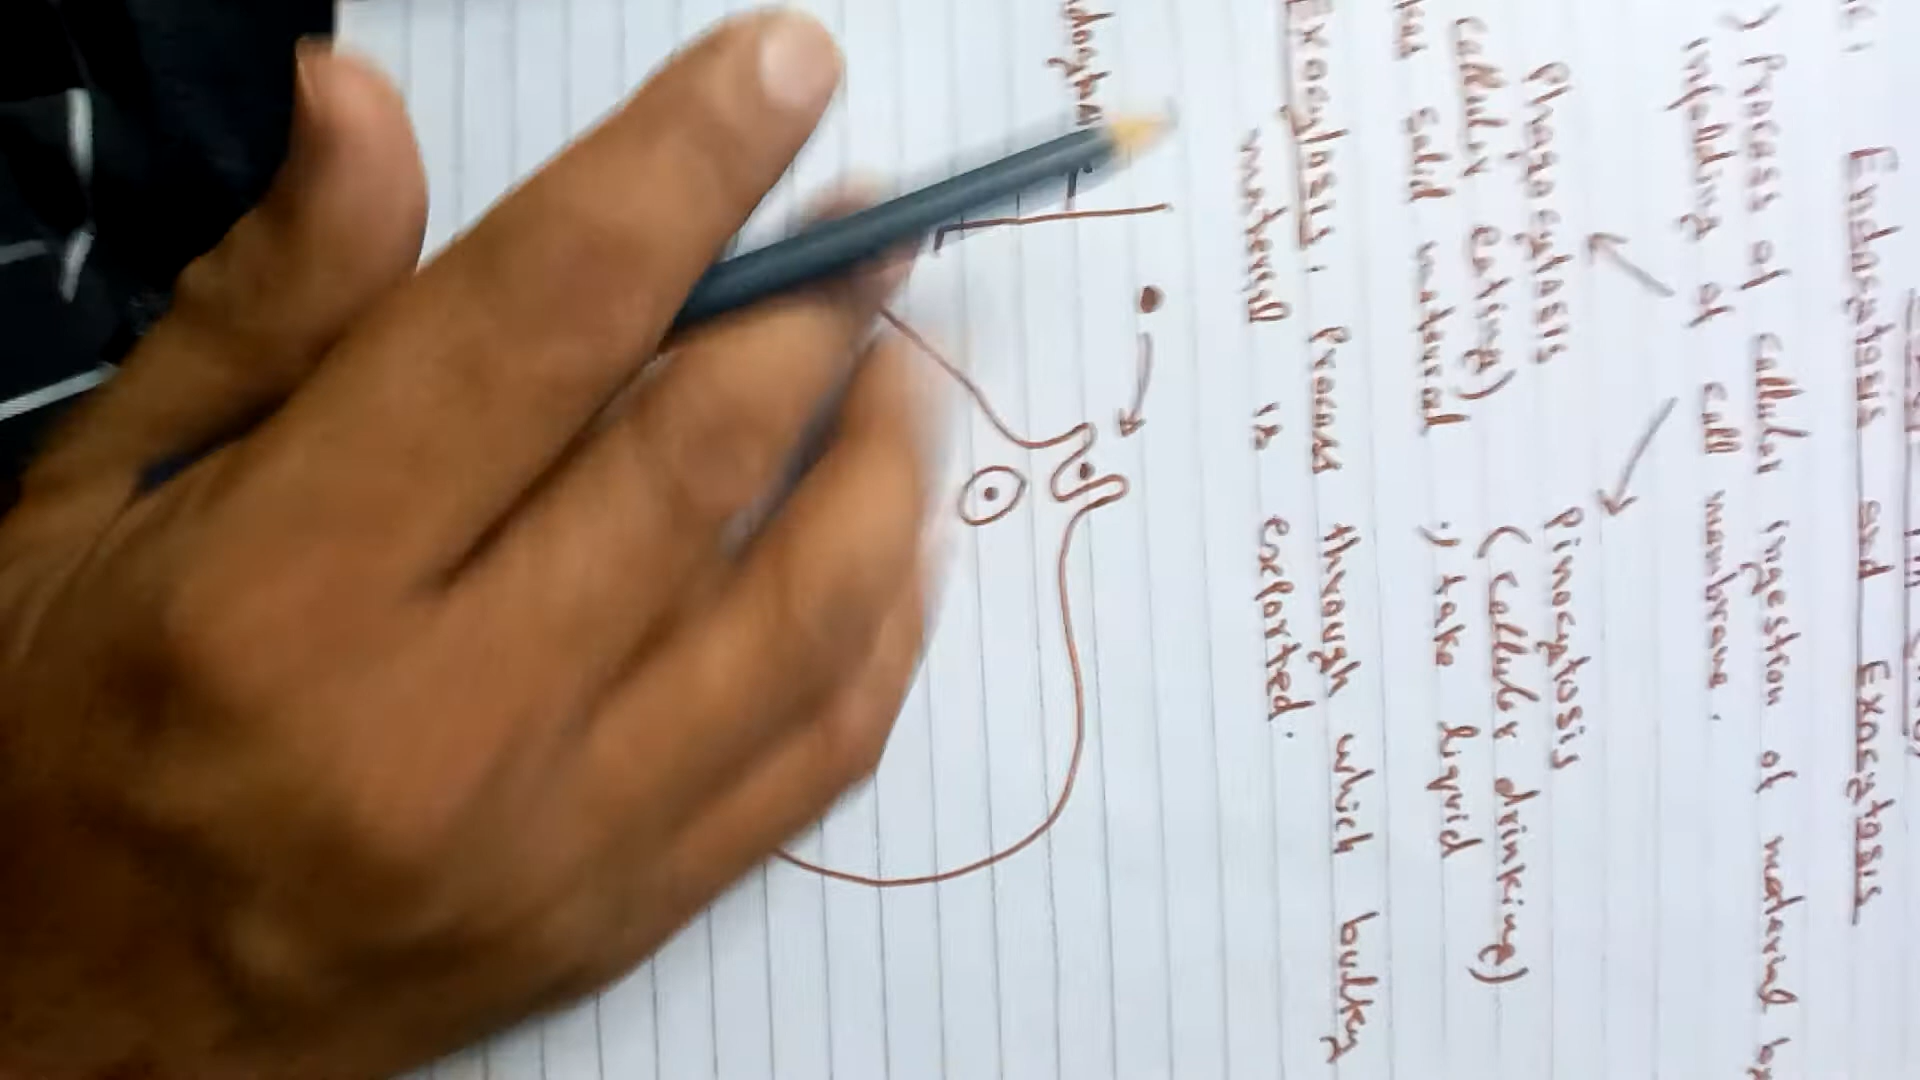 Endocytosis and Exocytosis
) Process of cellular ingestion of material by
infolding of cell membrane.
Phagocytosis Pinocytosis
cellular eating) (cellular drinking)
solid material ; take liquid
Exocytosis: Process through which bulky
material is exported.